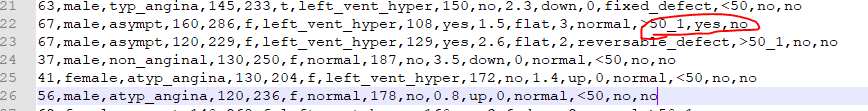 21 63,male,typ_angina,145,233,t,left_vent_hyper,150,no,2.3,down,0,fixed_defect,<50,no,no
22 67,male,asympt,160,286,f,left_vent_hyper,108,yes,1.5,flat,3,normal,>50_1,yes,no
23 67,male,asympt,120,229,f,left_vent_hyper,129,yes,2.6,flat,2,reversable_defect,>50_1,no,no
24 37,male,non_anginal,130,250,f,normal,187,no,3.5,down,0,normal,<50,no,no
25 41,female,atyp_angina,130,204,f,left_vent_hyper,172,no,1.4,up,0,normal,<50,no,no
26 56,male,atyp_angina,120,236,f,normal,178,no,0.8,up,0,normal,<50,no,no